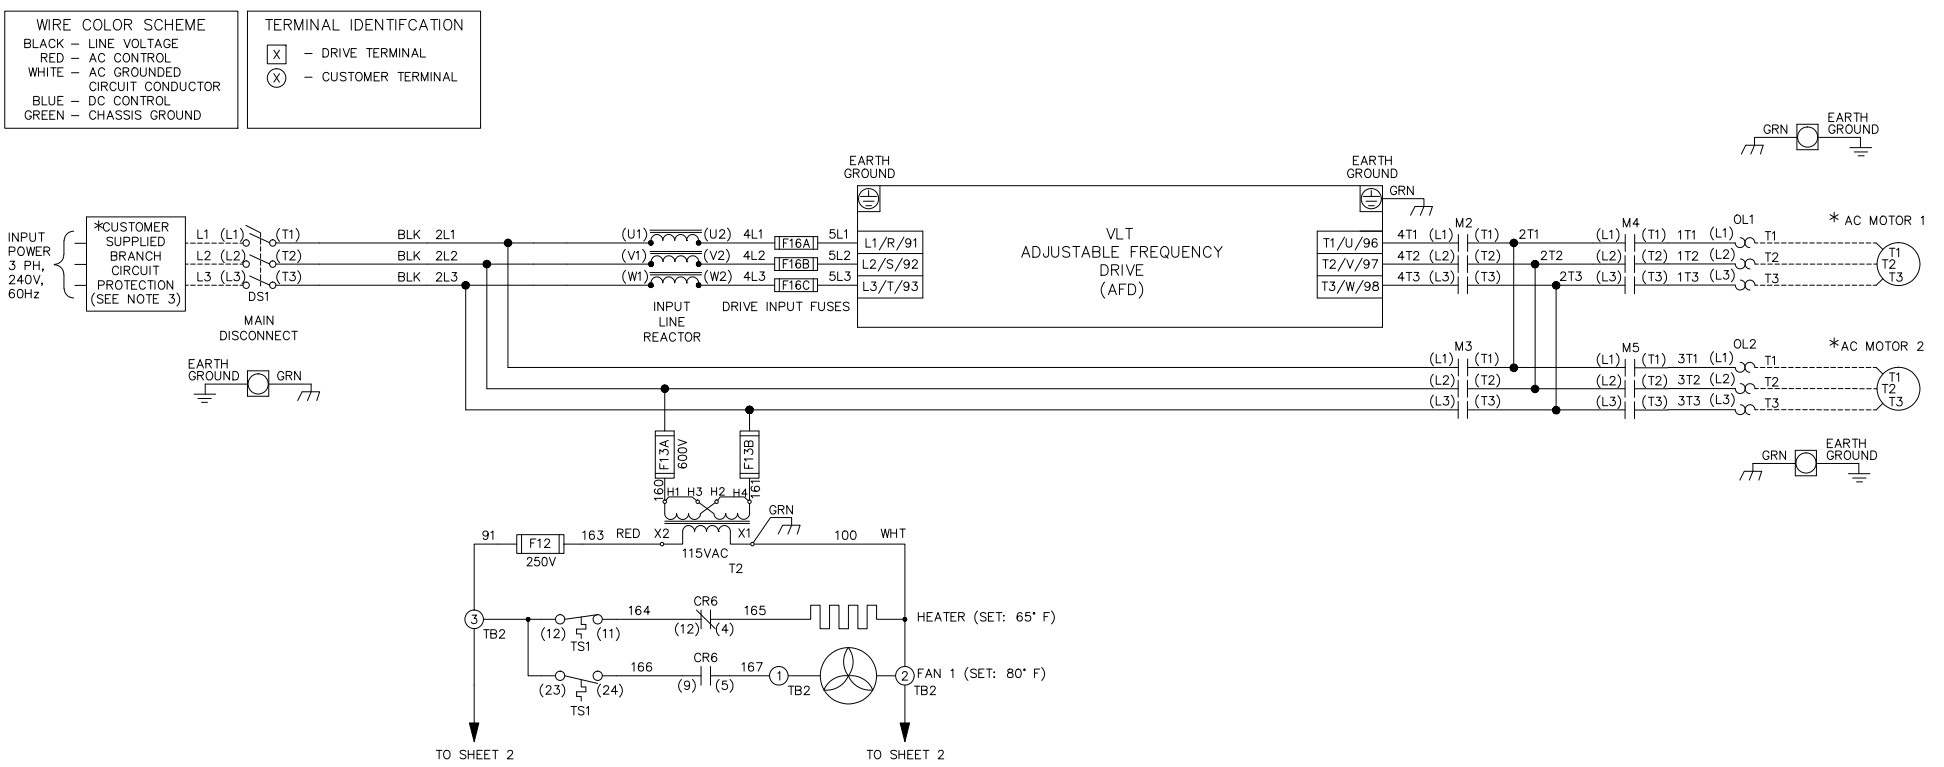 WIRE COLOR SCHEME
BLACK – LINE VOLTAGE
RED – AC CONTROL
WHITE – AC GROUNDED
CIRCUIT CONDUCTOR
BLUE – DC CONTROL
GREEN – CHASSIS GROUND
TERMINAL IDENTIFCATION
X – DRIVE TERMINAL
X – CUSTOMER TERMINAL
INPUT
POWER
3 PH,
240V,
60Hz
*CUSTOMER
SUPPLIED
BRANCH
CIRCUIT
PROTECTION
(SEE NOTE 3)
L1 (L1) (T1) BLK 2L1 (U1) (U2) 4L1 F16A 5L1 L1/R/91
L2 (L2) (T2) BLK 2L2 (V1) (V2) 4L2 F16B 5L2 L2/S/92
L3 (L3) (T3) BLK 2L3 (W1) (W2) 4L3 F16C 5L3 L3/T/93
DS1
MAIN
DISCONNECT
INPUT
LINE
REACTOR
DRIVE INPUT FUSES
EARTH
GROUND
GRN
EARTH
GROUND
VLT
ADJUSTABLE FREQUENCY
DRIVE
(AFD)
EARTH
GROUND
GRN
GRN
EARTH
GROUND
M2 M4 OL1 * AC MOTOR 1
T1/U/96 4T1 (L1) (T1) 2T1 (L1) (T1) 1T1 (L1) T1 T1
T2/V/97 4T2 (L2) (T2) 2T2 (L2) (T2) 1T2 (L2) T2 T2
T3/W/98 4T3 (L3) (T3) 2T3 (L3) (T3) 1T3 (L3) T3 T3
M3 M5 OL2 *AC MOTOR 2
(L1) (T1) (L1) (T1) 3T1 (L1) T1 T1
(L2) (T2) (L2) (T2) 3T2 (L2) T2 T2
(L3) (T3) (L3) (T3) 3T3 (L3) T3 T3
GRN
EARTH
GROUND
F13A
600V
F13B
160
161
H1 H3 H2 H4
GRN
91 F12 163 RED X2 X1 100 WHT
250V
115VAC
T2
3
TB2
164 CR6 165
(12) (11) (12) (4)
TS1
HEATER (SET: 65° F)
166 CR6 167 1
(23) (24) (9) (5) TB2
TS1
2 FAN 1 (SET: 80° F)
TB2
TO SHEET 2
TO SHEET 2